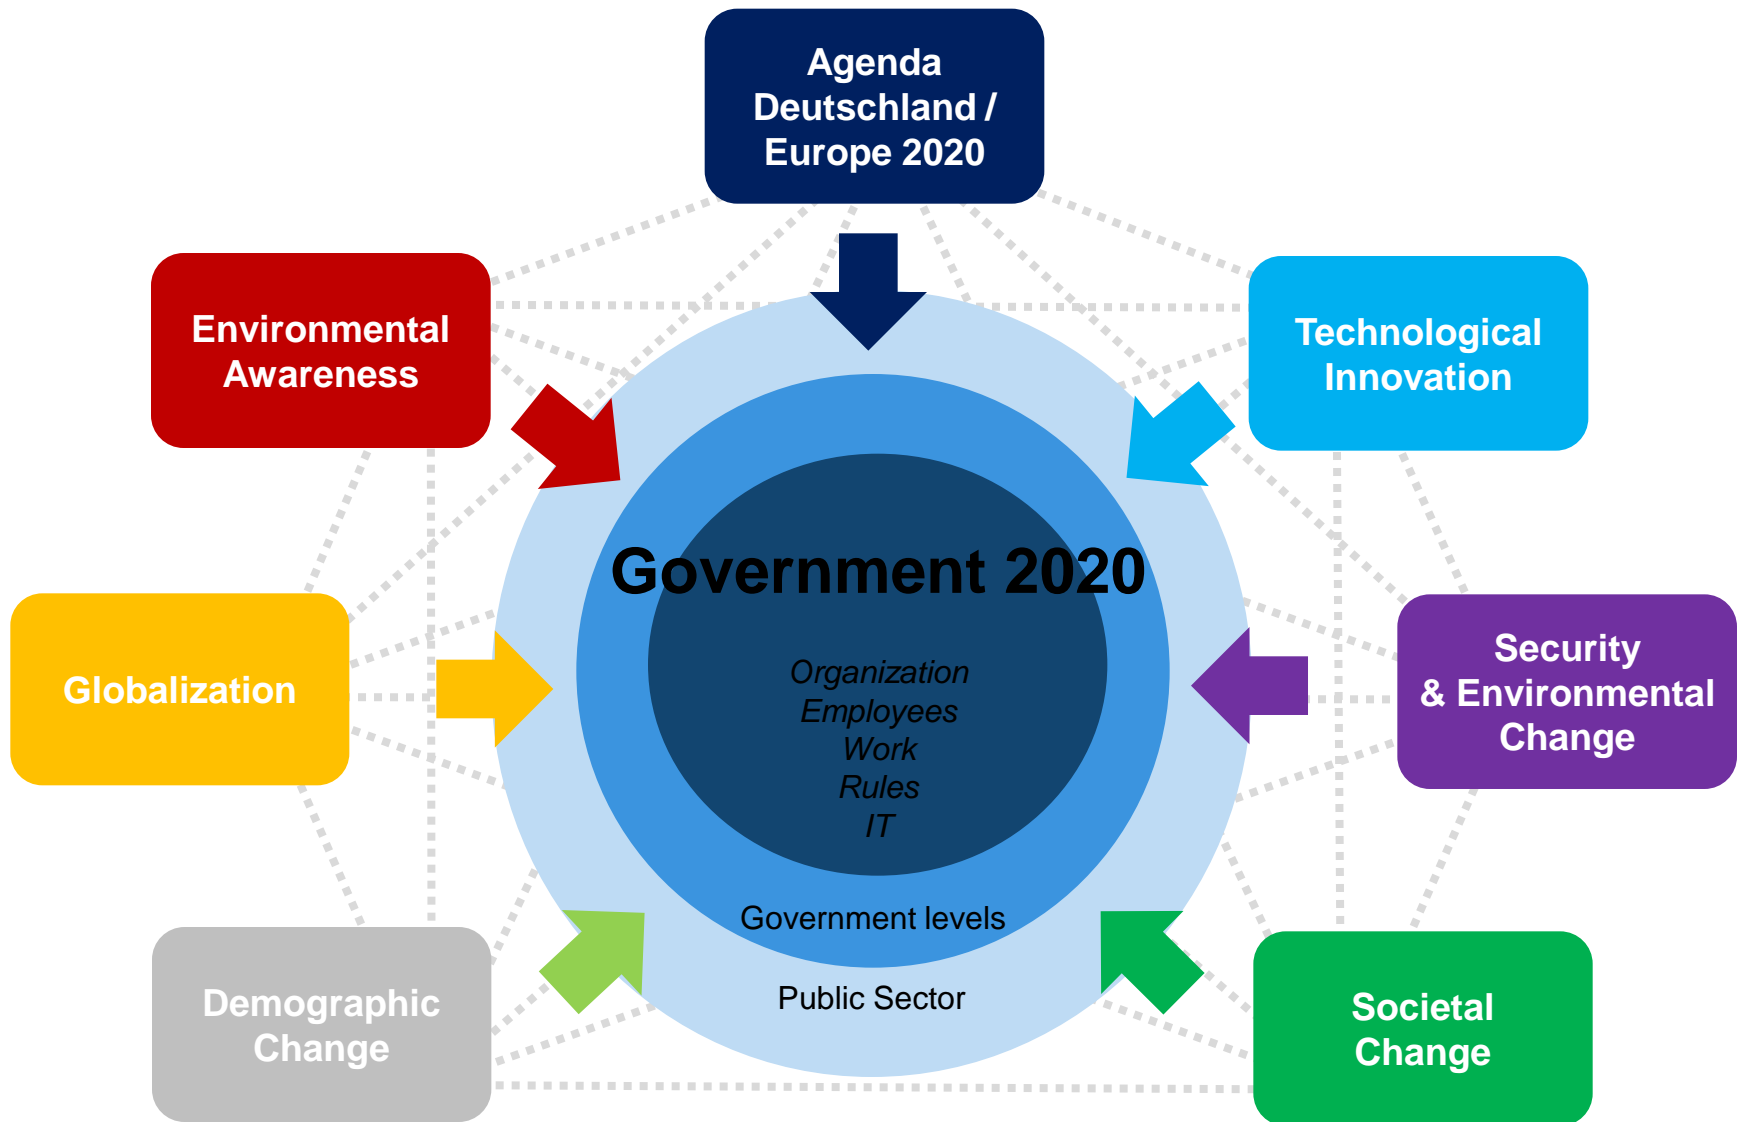 Agenda
Deutschland /
Europe 2020
Environmental
Awareness
Technological
Innovation
Government 2020
Organization
Employees
Work
Rules
IT
Globalization
Security
& Environmental
Change
Government levels
Public Sector
Demographic
Change
Societal
Change